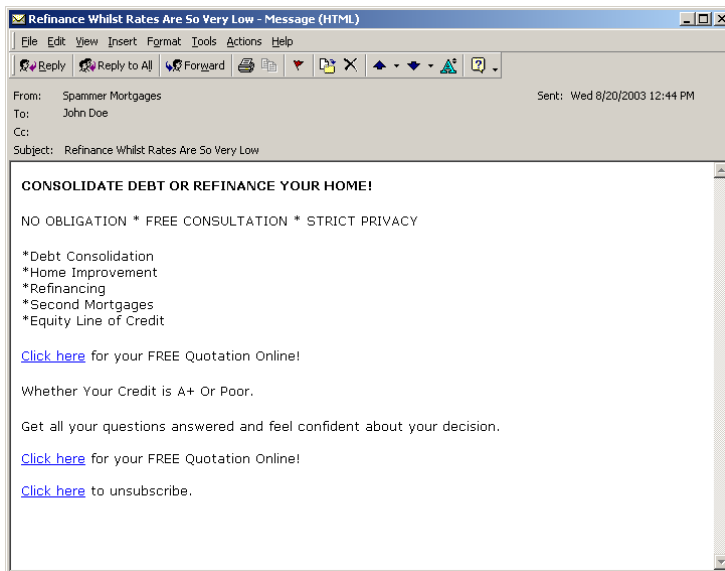 Refinance Whilst Rates Are So Very Low - Message (HTML)
File Edit View Insert Format Tools Actions Help
Reply Reply to All Forward
From: Spammer Mortgages Sent: Wed 8/20/2003 12:44 PM
To: John Doe
Cc:
Subject: Refinance Whilst Rates Are So Very Low
CONSOLIDATE DEBT OR REFINANCE YOUR HOME!
NO OBLIGATION * FREE CONSULTATION * STRICT PRIVACY
*Debt Consolidation
*Home Improvement
*Refinancing
*Second Mortgages
*Equity Line of Credit
Click here for your FREE Quotation Online!
Whether Your Credit is A+ Or Poor.
Get all your questions answered and feel confident about your decision.
Click here for your FREE Quotation Online!
Click here to unsubscribe.